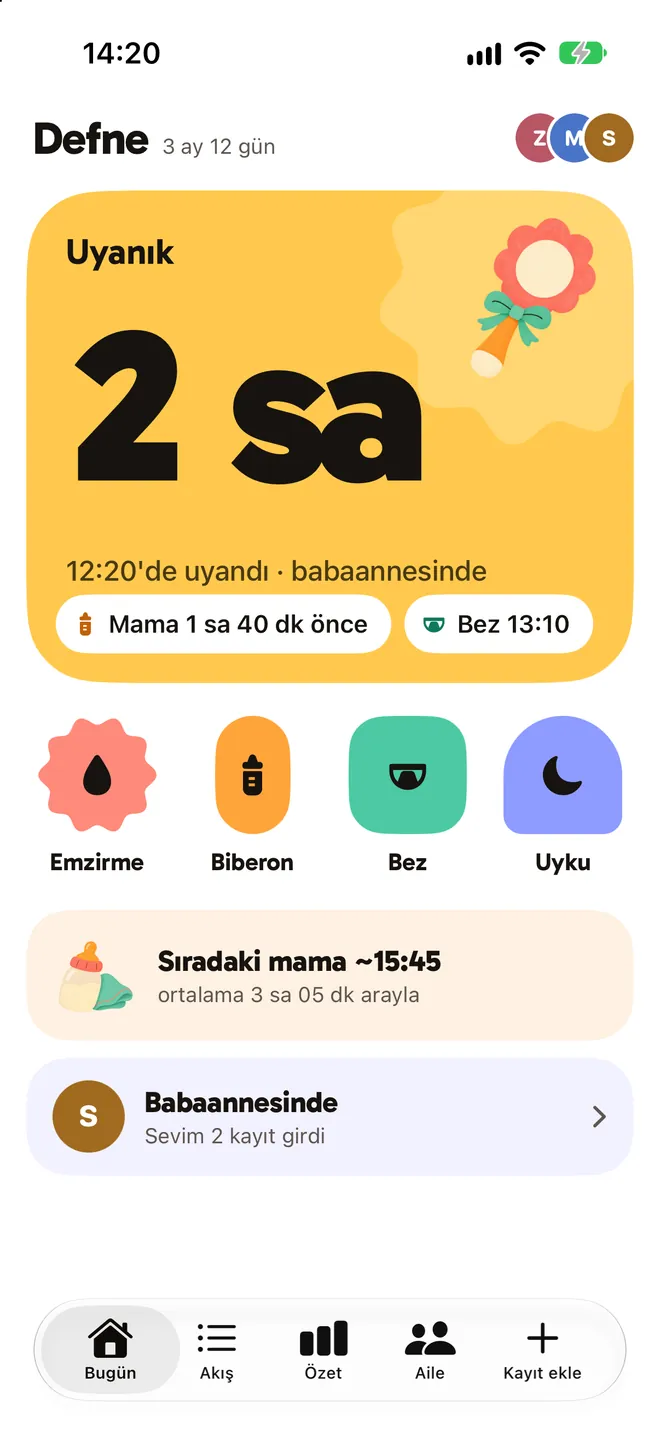 14:20
Defne 3 ay 12 gün
Z M S
Uyanık
2 sa
12:20'de uyandı · babaannesinde
Mama 1 sa 40 dk önce
Bez 13:10
Emzirme
Biberon
Bez
Uyku
Sıradaki mama ~15:45
ortalama 3 sa 05 dk arayla
S
Babaannesinde
Sevim 2 kayıt girdi
Bugün
Akış
Özet
Aile
Kayıt ekle